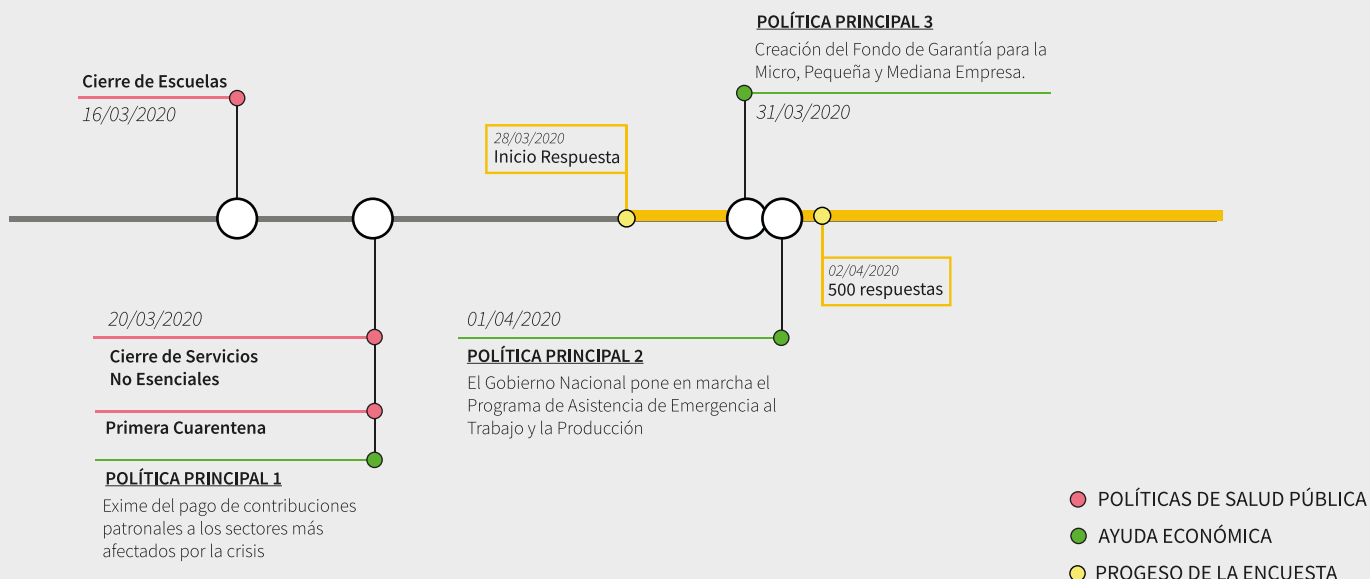 POLÍTICA PRINCIPAL 3
Creación del Fondo de Garantía para la
Micro, Pequeña y Mediana Empresa.
31/03/2020
Cierre de Escuelas
16/03/2020
28/03/2020
Inicio Respuesta
02/04/2020
500 respuestas
20/03/2020
Cierre de Servicios
No Esenciales
Primera Cuarentena
POLÍTICA PRINCIPAL 1
Exime del pago de contribuciones
patronales a los sectores más
afectados por la crisis
01/04/2020
POLÍTICA PRINCIPAL 2
El Gobierno Nacional pone en marcha el
Programa de Asistencia de Emergencia al
Trabajo y la Producción
POLÍTICAS DE SALUD PÚBLICA
AYUDA ECONÓMICA
PROGESO DE LA ENCUESTA